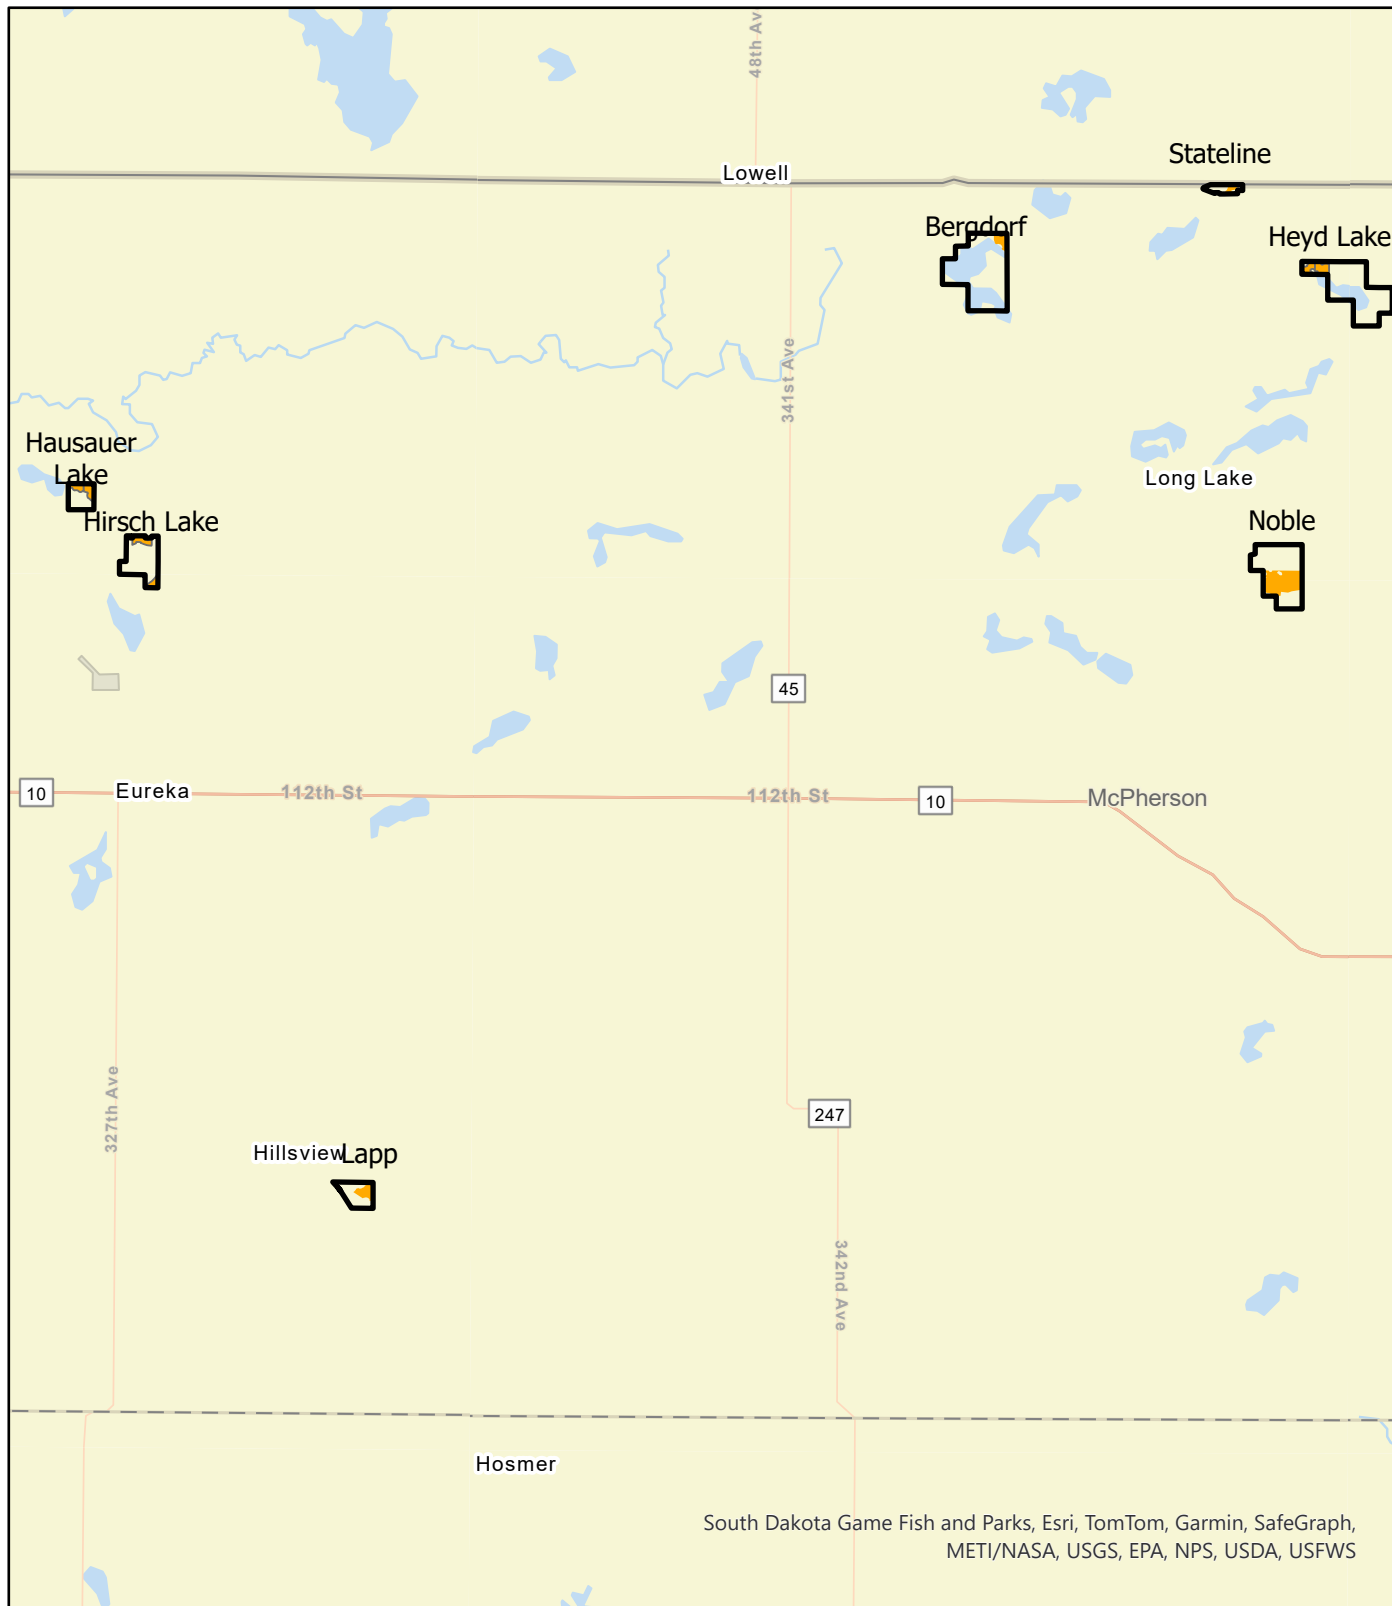 48th Av
Lowell
Stateline
Bergdorf
Heyd Lake
341st Ave
Hausauer
Lake
Long Lake
Hirsch Lake
Noble
45
10
Eureka
112th St
112th St
10
McPherson
327th Ave
247
Hillsview
Lapp
342nd Ave
Hosmer
South Dakota Game Fish and Parks, Esri, TomTom, Garmin, SafeGraph,
METI/NASA, USGS, EPA, NPS, USDA, USFWS